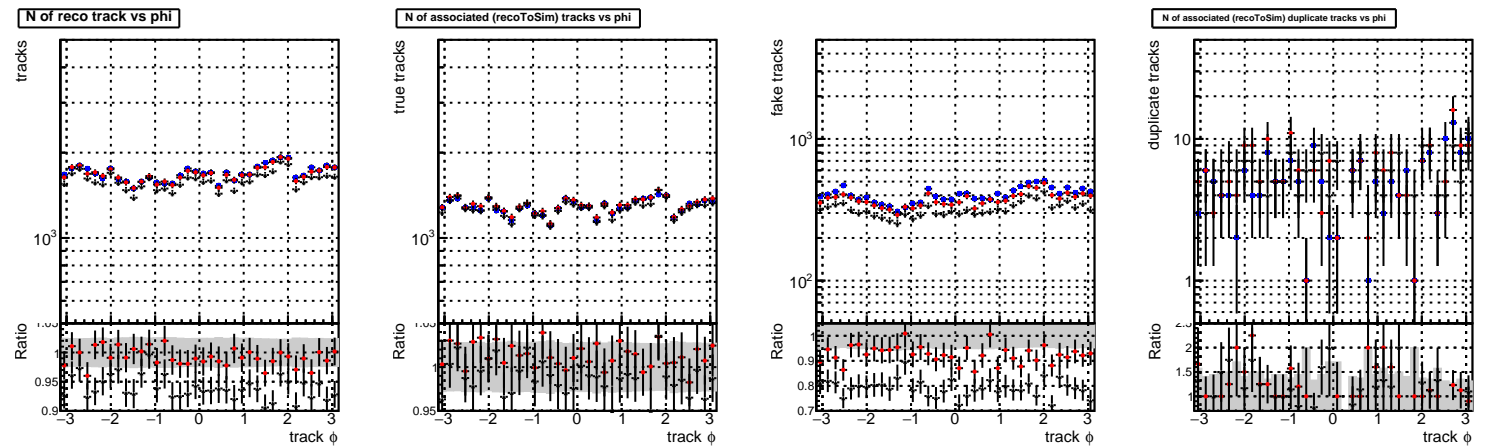 N of reco track vs phi
tracks
10³
Ratio
1
0.95
0.9
−3 −2 −1 0 1 2 3
track ϕ
N of associated (recoToSim) tracks vs phi
true tracks
10³
Ratio
1
0.95
−3 −2 −1 0 1 2 3
track ϕ
fake tracks
10³
10²
Ratio
1
0.9
0.8
0.7
−3 −2 −1 0 1 2 3
track ϕ
N of associated (recoToSim) duplicate tracks vs phi
duplicate tracks
10
1
Ratio
2.5
2
1.5
1
−3 −2 −1 0 1 2 3
track ϕ